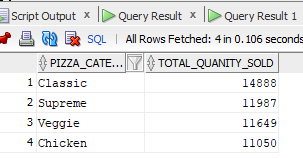 Script Output × Query Result × Query Result 1
SQL | All Rows Fetched: 4 in 0.106 seconds
PIZZA_CATE... TOTAL_QUANITY_SOLD
1 Classic 14888
2 Supreme 11987
3 Veggie 11649
4 Chicken 11050